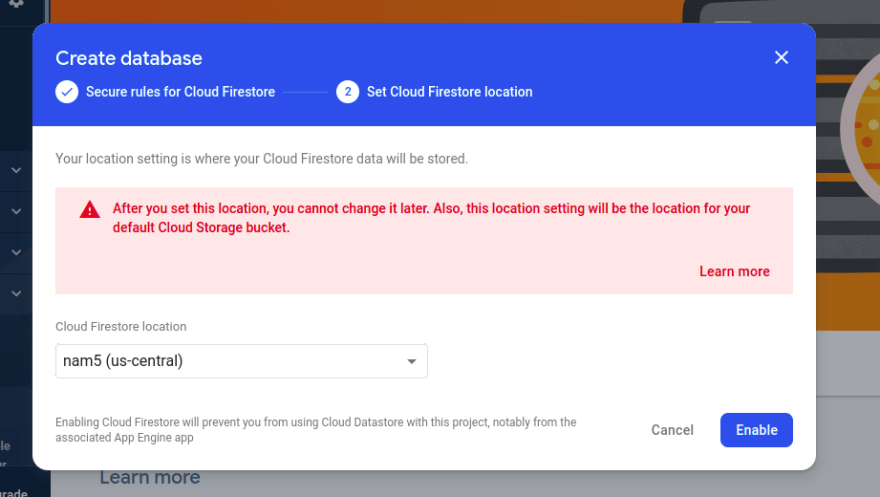 Create database
Secure rules for Cloud Firestore
2
Set Cloud Firestore location
Your location setting is where your Cloud Firestore data will be stored.
After you set this location, you cannot change it later. Also, this location setting will be the location for your
default Cloud Storage bucket.
Learn more
Cloud Firestore location
nam5 (us-central)
Enabling Cloud Firestore will prevent you from using Cloud Datastore with this project, notably from the
associated App Engine app
Cancel
Enable
Learn more